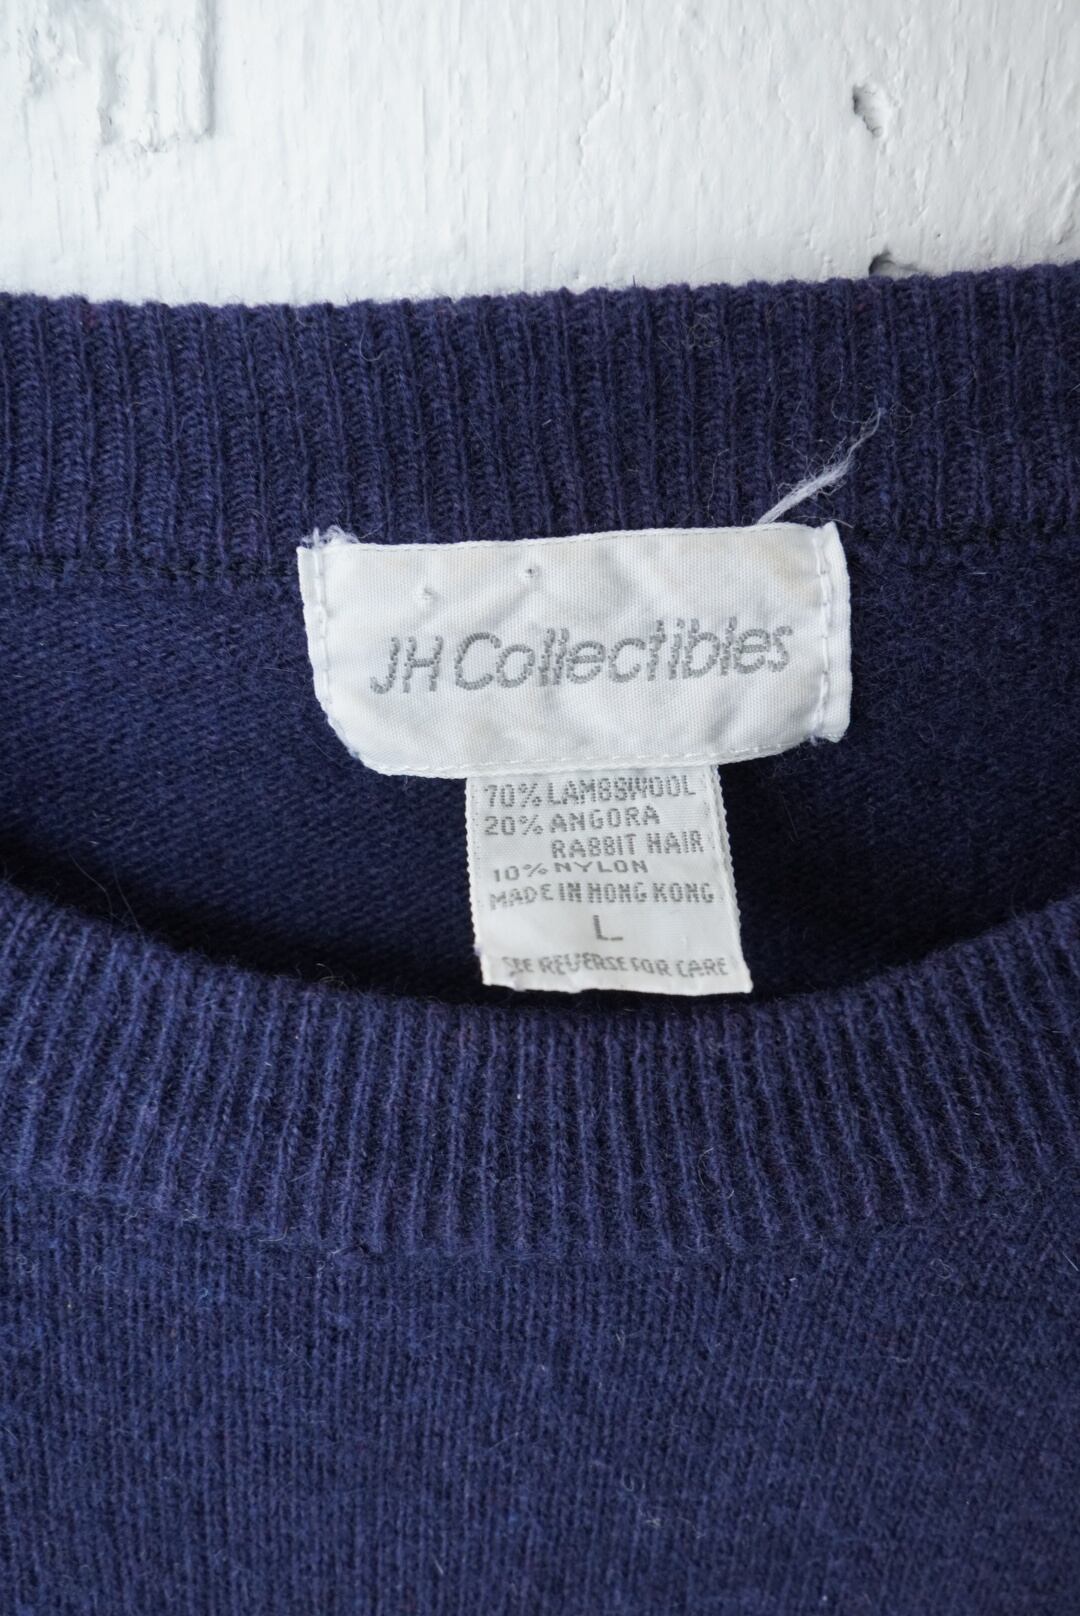 JH Collectibles
70% LAMBSWOOL
20% ANGORA
RABBIT HAIR
10% NYLON
MADE IN HONG KONG
L
SEE REVERSE FOR CARE